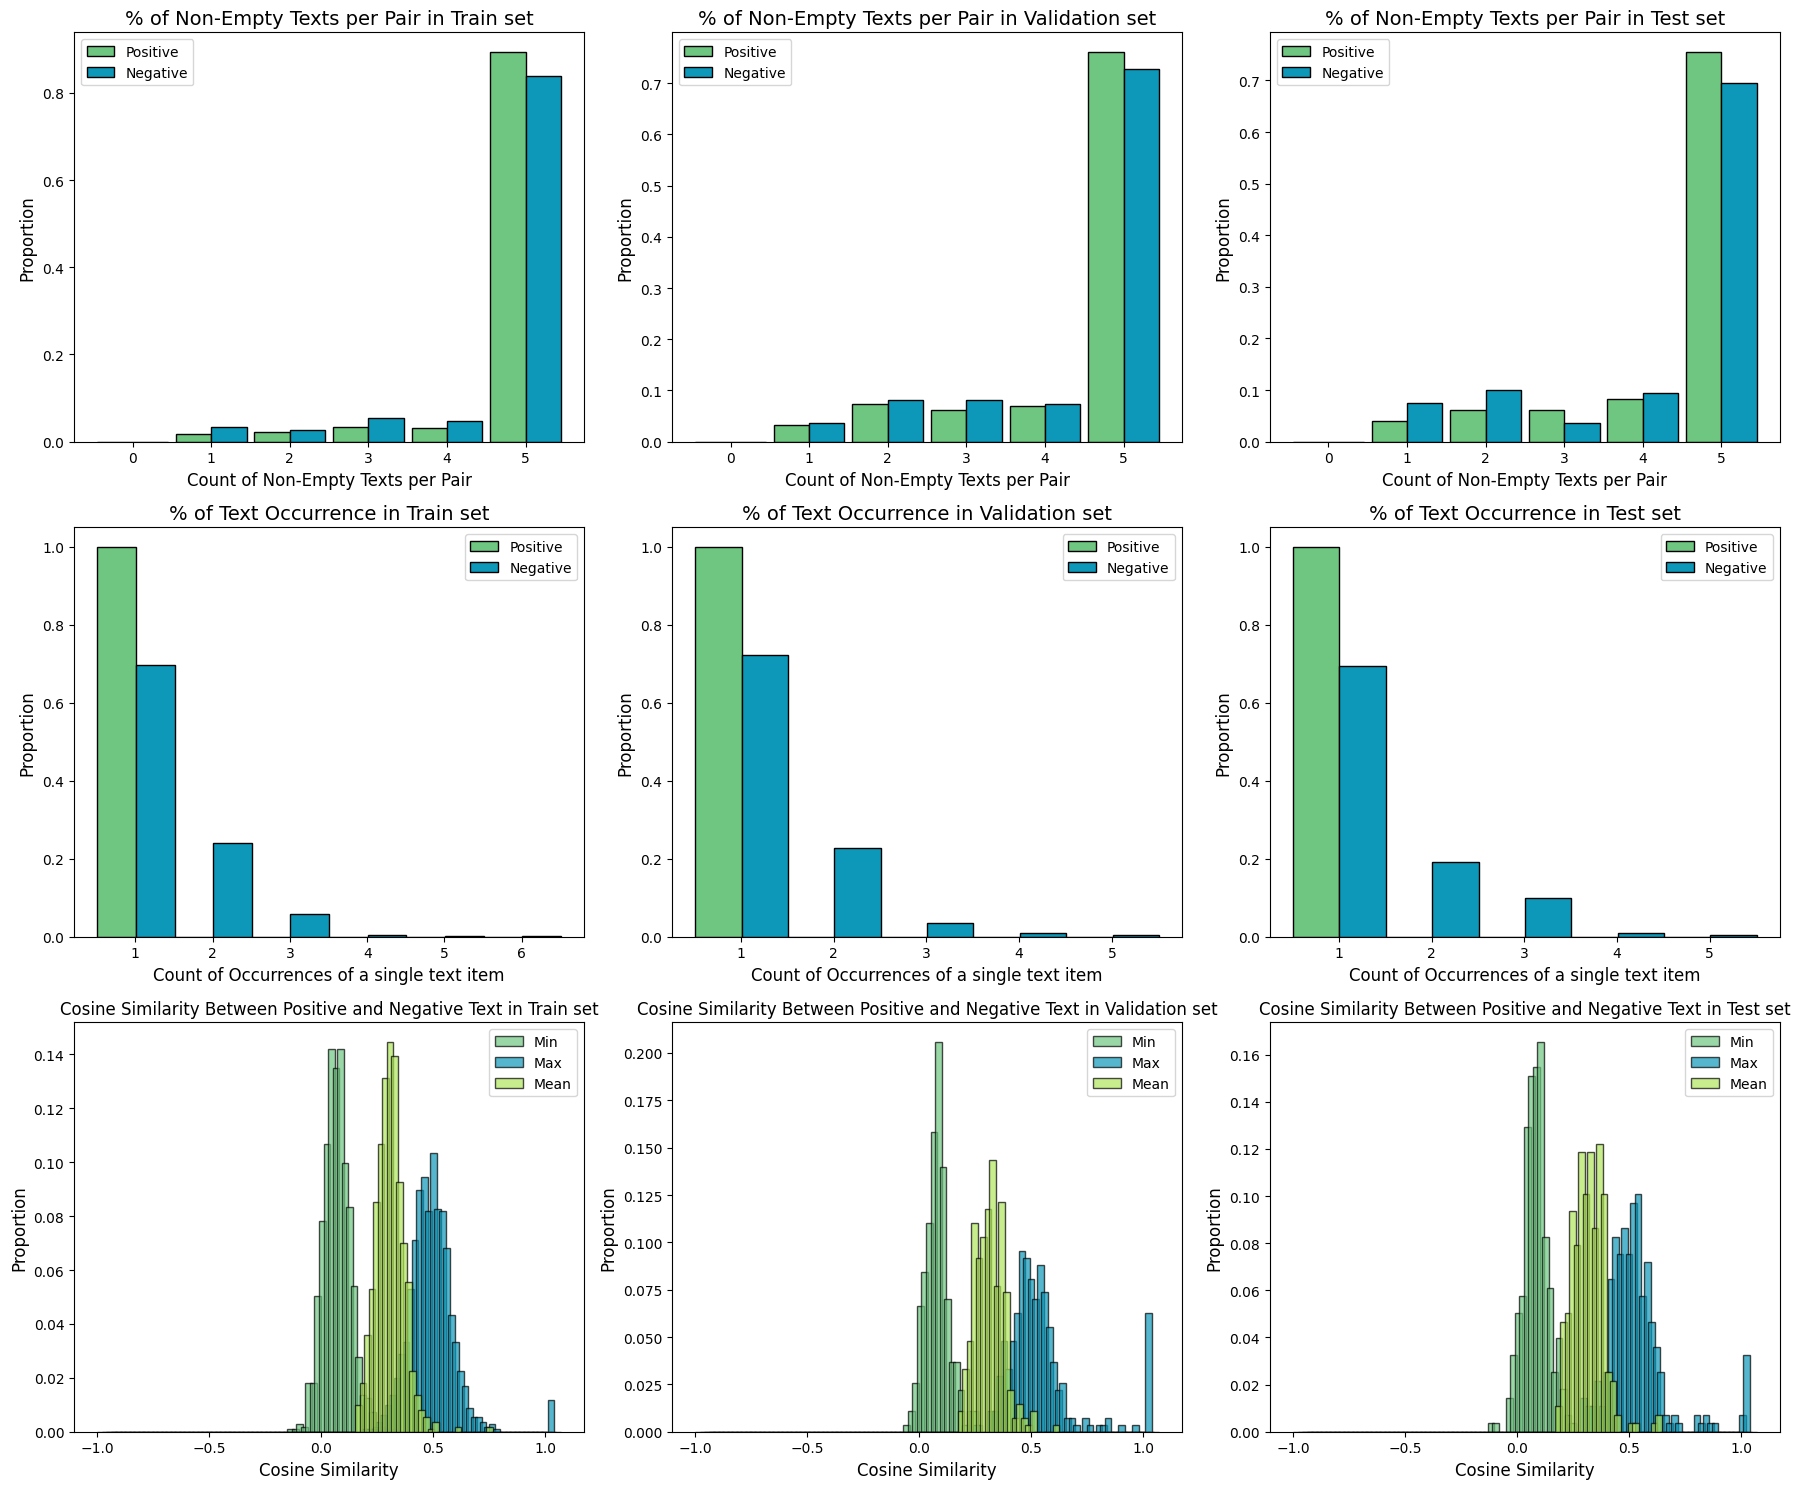 % of Non-Empty Texts per Pair in Train set
Positive
Negative
0.8
0.6
0.4
0.2
0.0
Proportion
0 1 2 3 4 5
Count of Non-Empty Texts per Pair
% of Non-Empty Texts per Pair in Validation set
Positive
Negative
0.7
0.6
0.5
0.4
0.3
0.2
0.1
0.0
Proportion
0 1 2 3 4 5
Count of Non-Empty Texts per Pair
% of Non-Empty Texts per Pair in Test set
Positive
Negative
0.7
0.6
0.5
0.4
0.3
0.2
0.1
0.0
Proportion
0 1 2 3 4 5
Count of Non-Empty Texts per Pair
% of Text Occurrence in Train set
Positive
Negative
1.0
0.8
0.6
0.4
0.2
0.0
Proportion
1 2 3 4 5 6
Count of Occurrences of a single text item
% of Text Occurrence in Validation set
Positive
Negative
1.0
0.8
0.6
0.4
0.2
0.0
Proportion
1 2 3 4 5
Count of Occurrences of a single text item
% of Text Occurrence in Test set
Positive
Negative
1.0
0.8
0.6
0.4
0.2
0.0
Proportion
1 2 3 4 5
Count of Occurrences of a single text item
Cosine Similarity Between Positive and Negative Text in Train set
Min
Max
Mean
0.14
0.12
0.10
0.08
0.06
0.04
0.02
0.00
Proportion
−1.0 −0.5 0.0 0.5 1.0
Cosine Similarity
Cosine Similarity Between Positive and Negative Text in Validation set
Min
Max
Mean
0.200
0.175
0.150
0.125
0.100
0.075
0.050
0.025
0.000
Proportion
−1.0 −0.5 0.0 0.5 1.0
Cosine Similarity
Cosine Similarity Between Positive and Negative Text in Test set
Min
Max
Mean
0.16
0.14
0.12
0.10
0.08
0.06
0.04
0.02
0.00
Proportion
−1.0 −0.5 0.0 0.5 1.0
Cosine Similarity